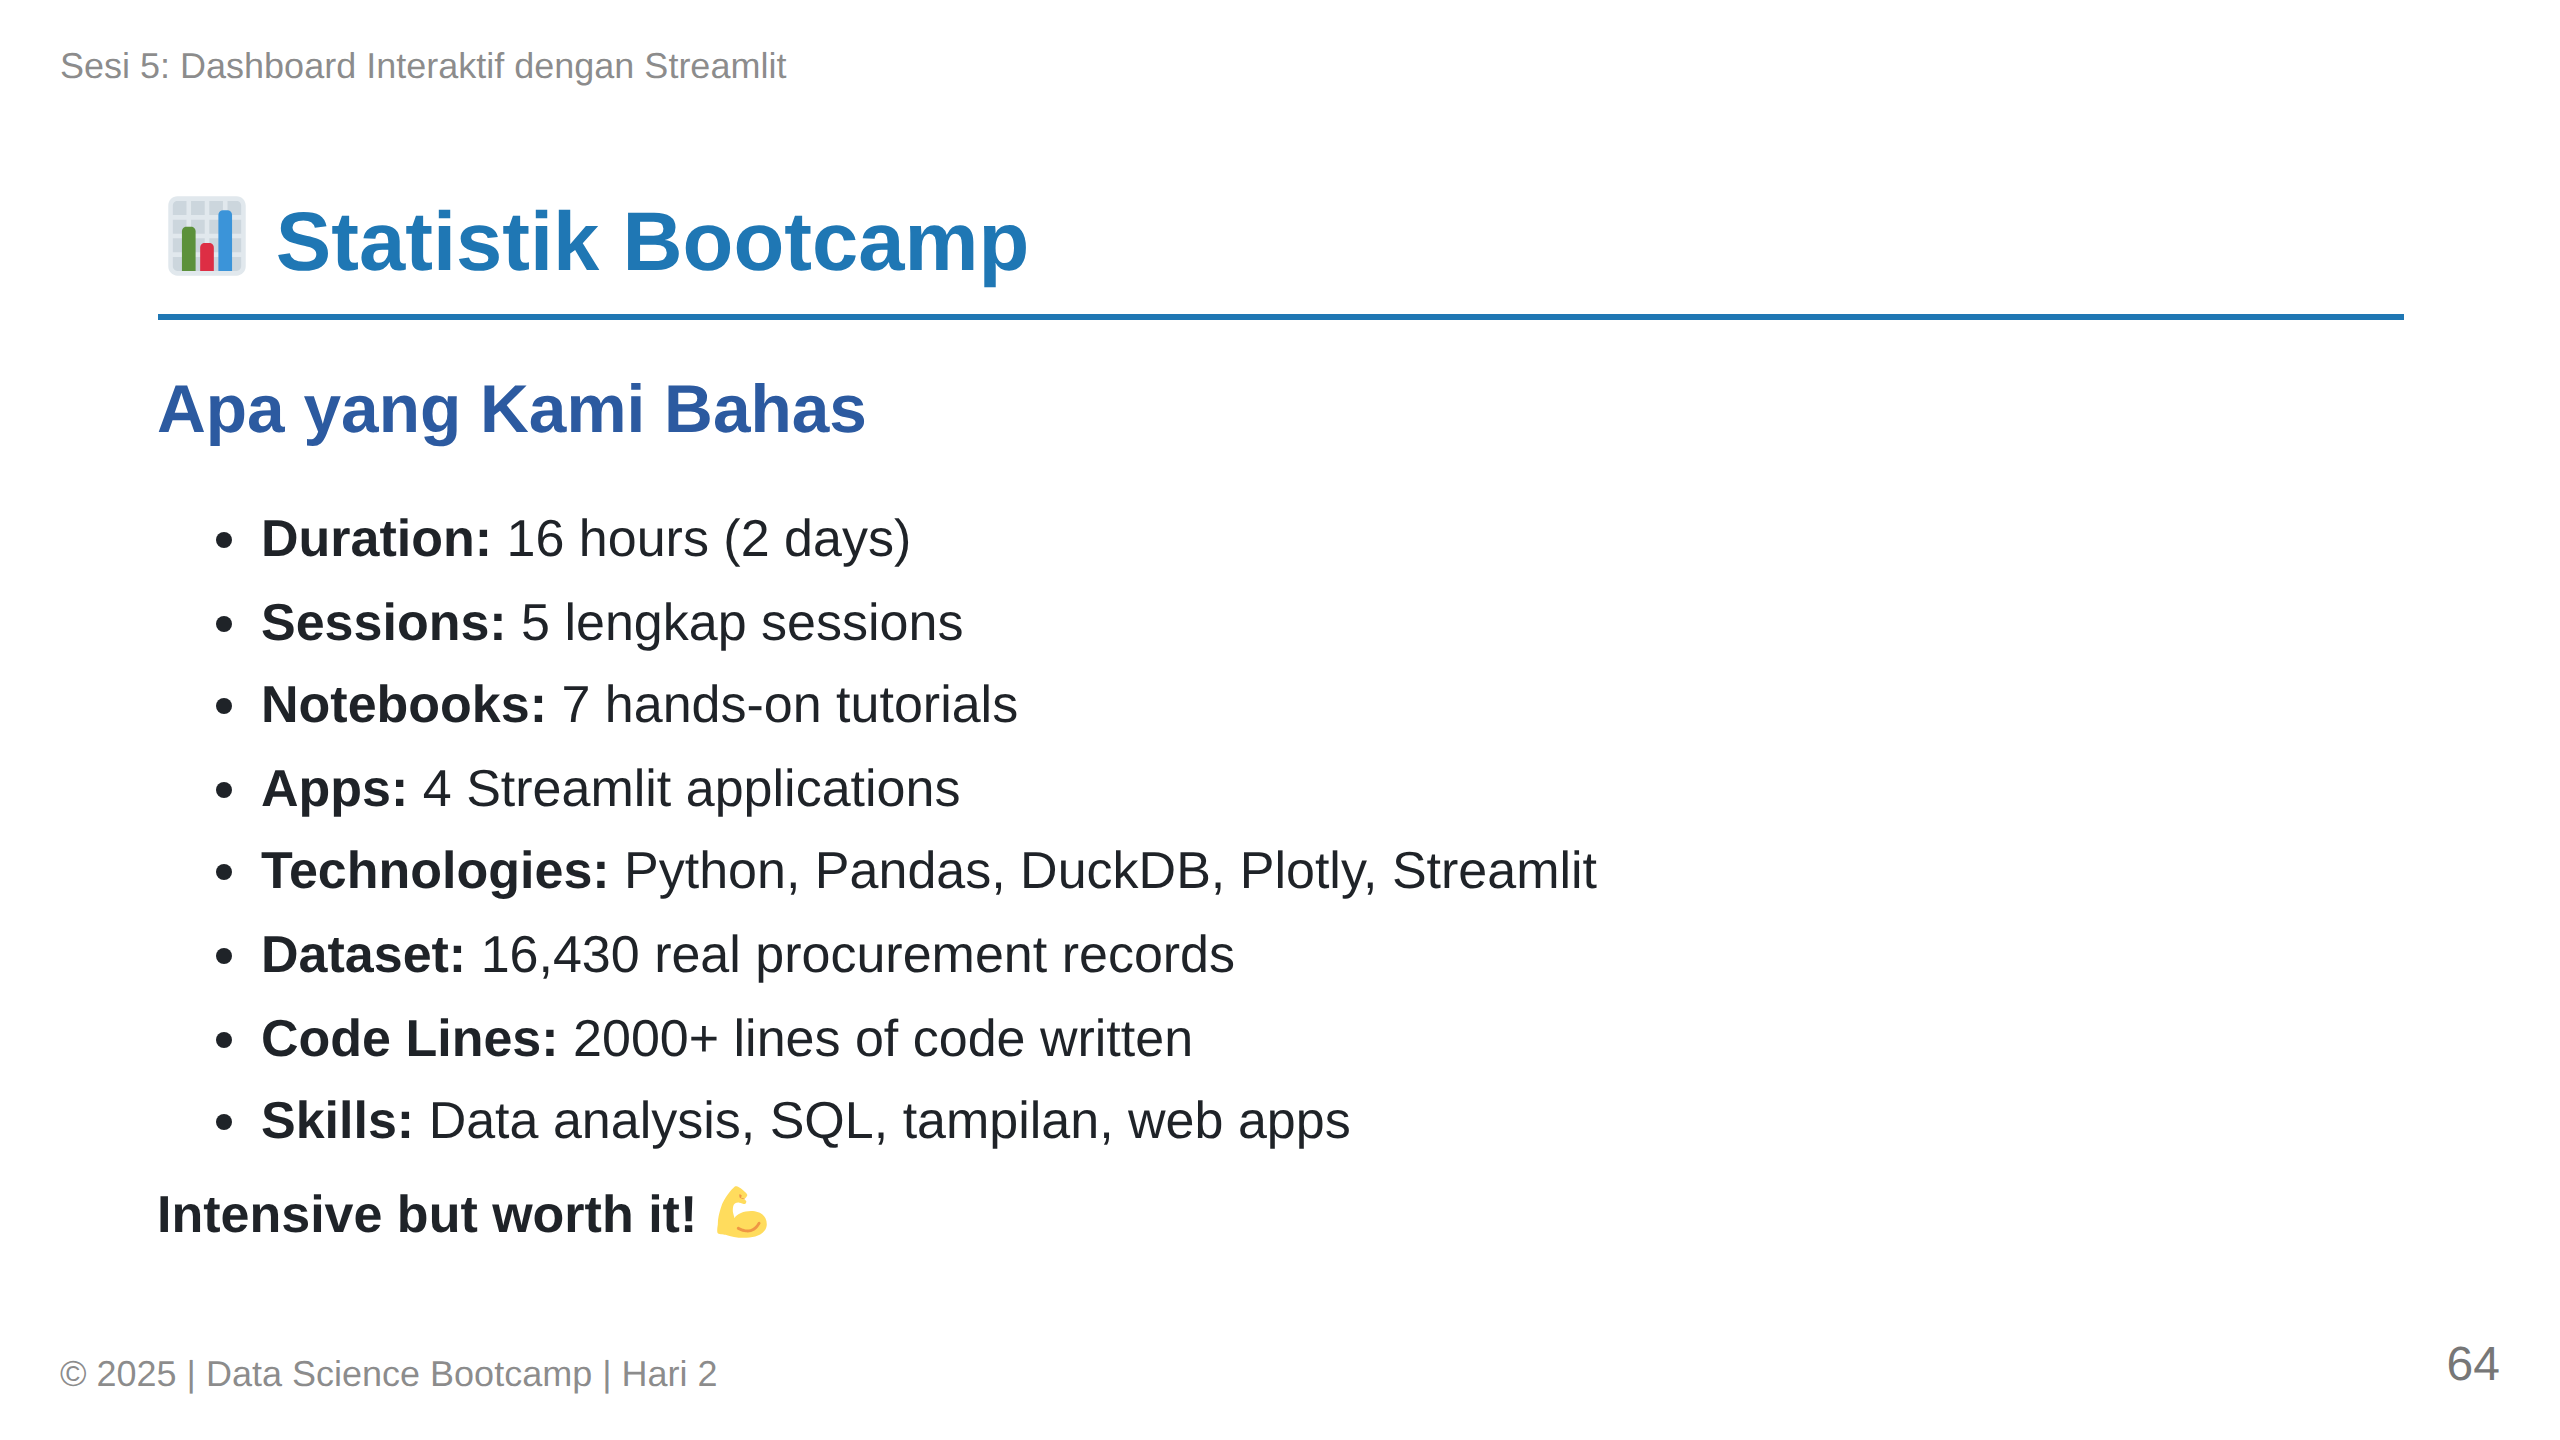 Sesi 5: Dashboard Interaktif dengan Streamlit
📊 Statistik Bootcamp
Apa yang Kami Bahas
• Duration: 16 hours (2 days)
• Sessions: 5 lengkap sessions
• Notebooks: 7 hands-on tutorials
• Apps: 4 Streamlit applications
• Technologies: Python, Pandas, DuckDB, Plotly, Streamlit
• Dataset: 16,430 real procurement records
• Code Lines: 2000+ lines of code written
• Skills: Data analysis, SQL, tampilan, web apps
Intensive but worth it! 💪
© 2025 | Data Science Bootcamp | Hari 2
64